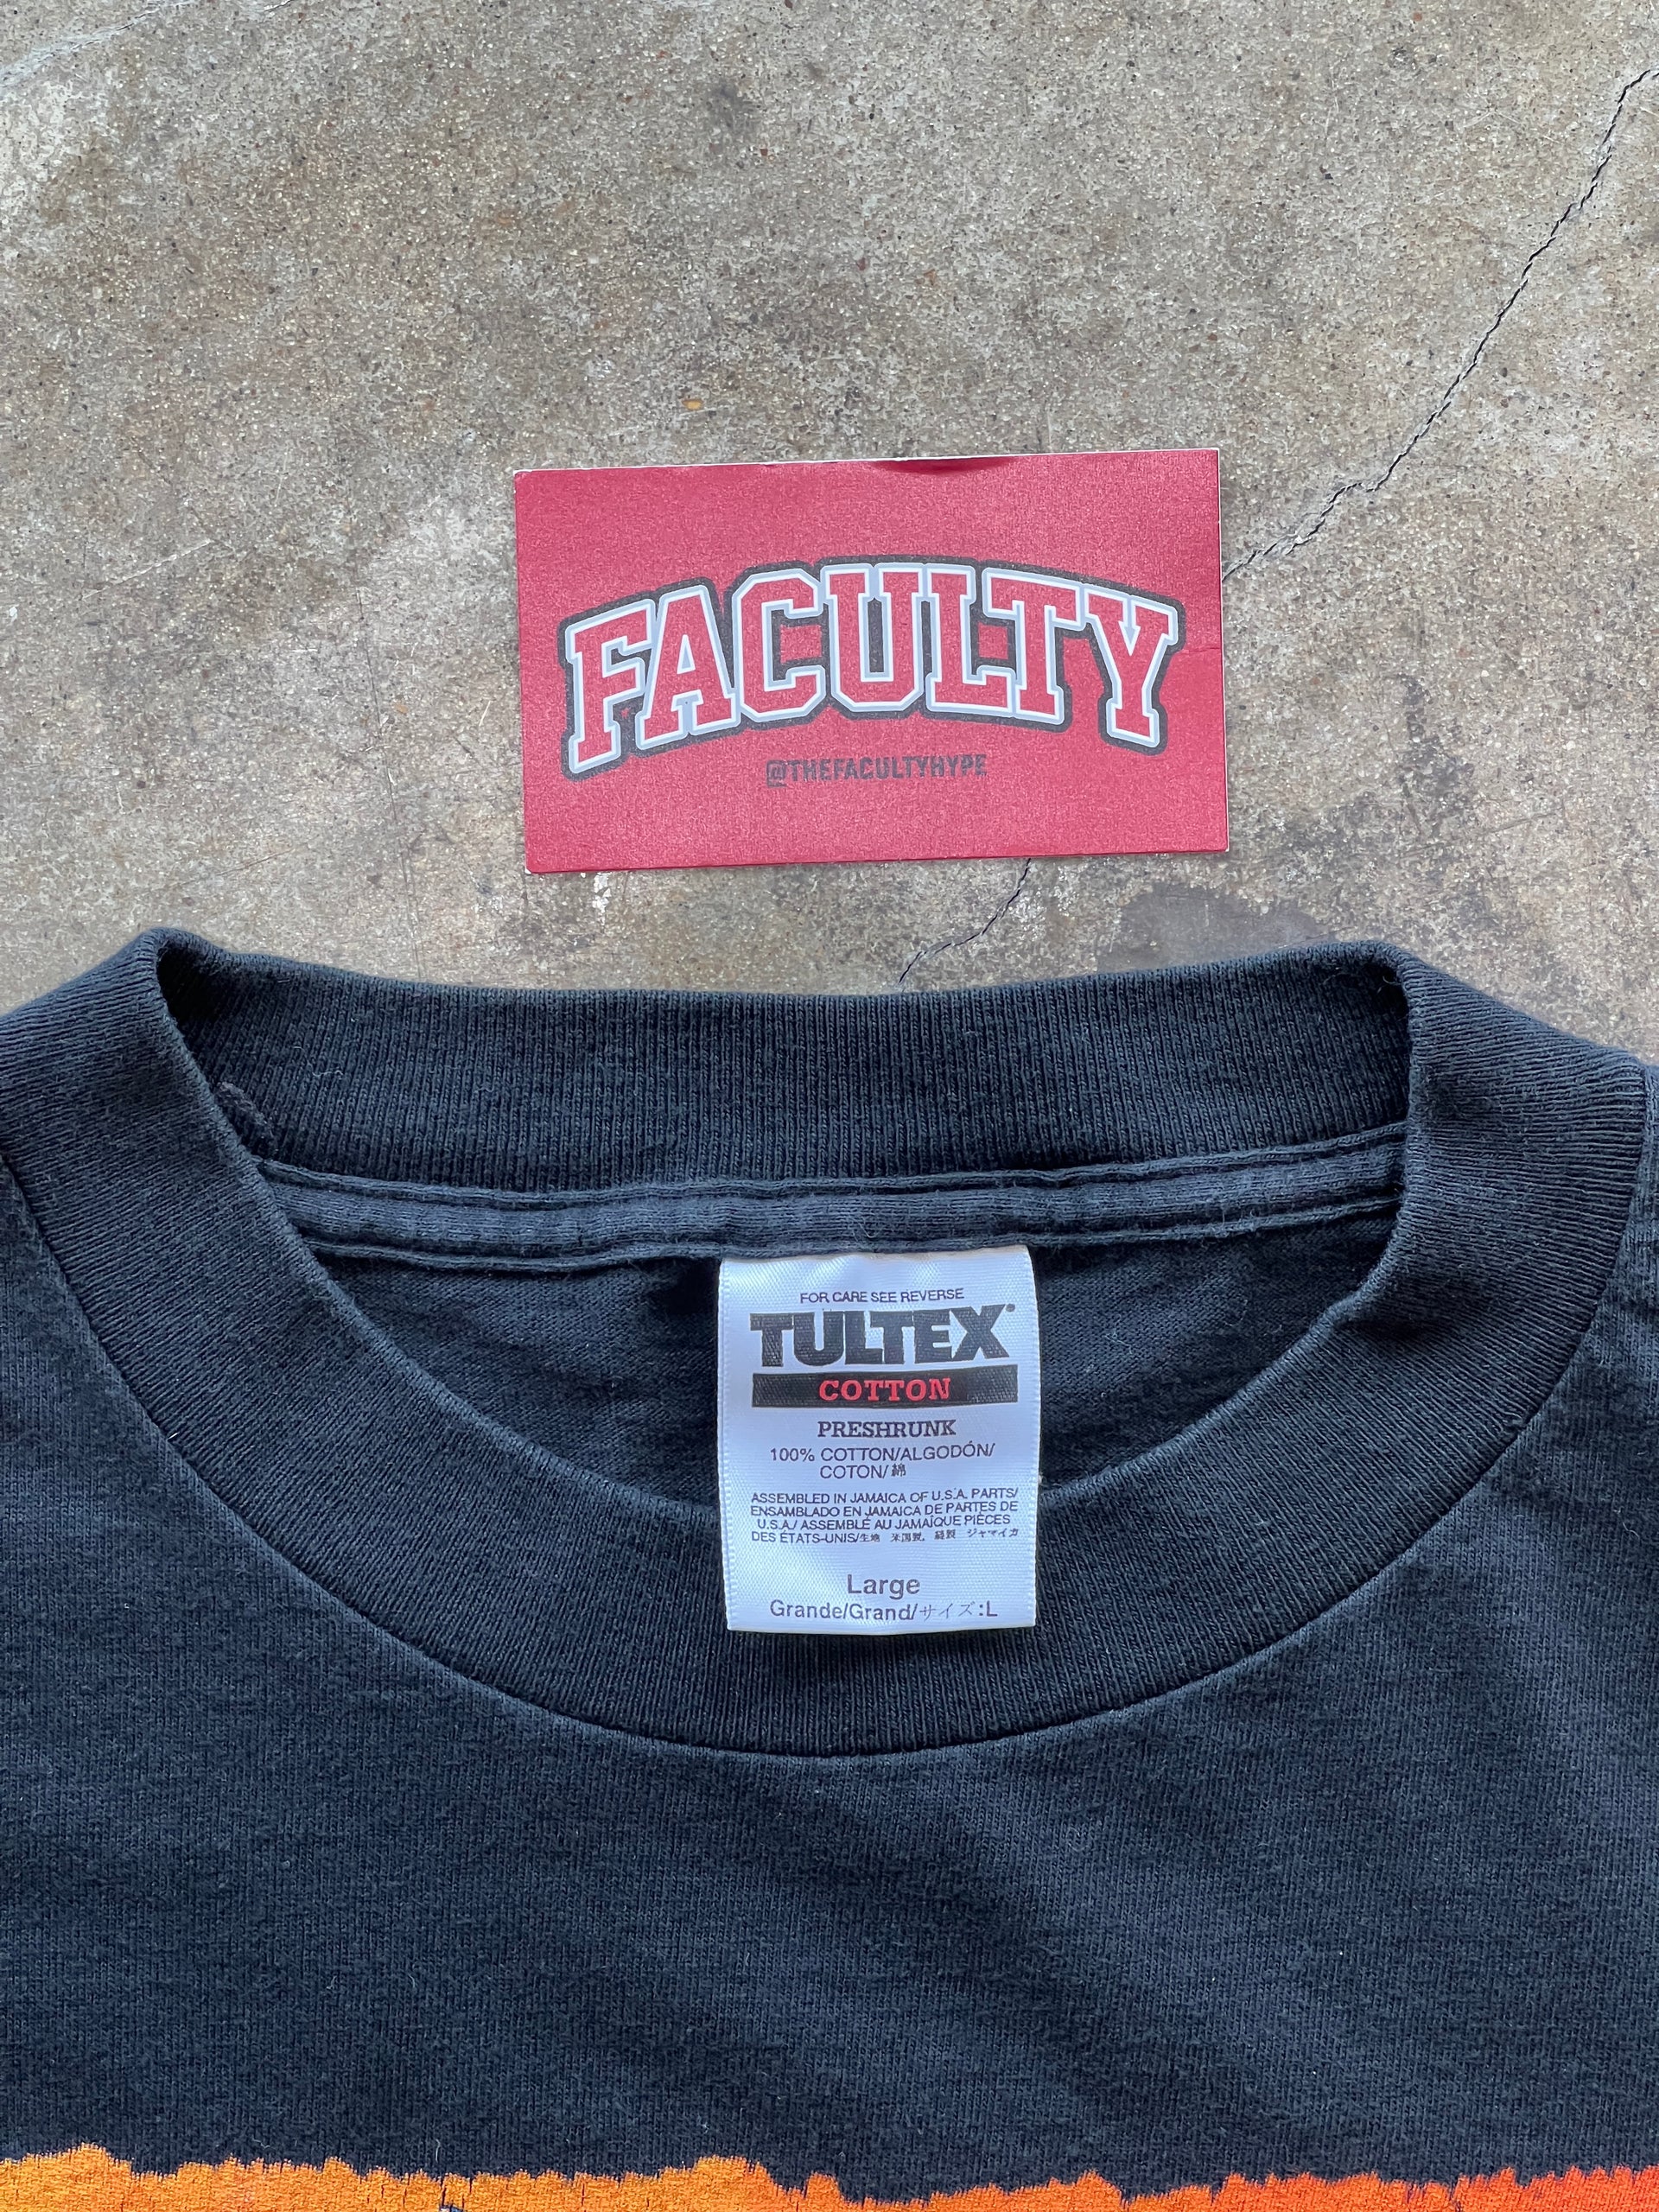 FACULTY
@THEFACULTYHYPE
FOR CARE SEE REVERSE
TULTEX®
COTTON
PRESHRUNK
100% COTTON/ALGODÓN/
COTON/綿
ASSEMBLED IN JAMAICA OF U.S.A. PARTS/
ENSAMBLADO EN JAMAICA DE PARTES DE
U.S.A./ ASSEMBLÉ AU JAMAÏQUE PIÈCES
DES ÉTATS-UNIS/生地 米国製, 縫製 ジャマイカ
Large
Grande/Grand/サイズ:L